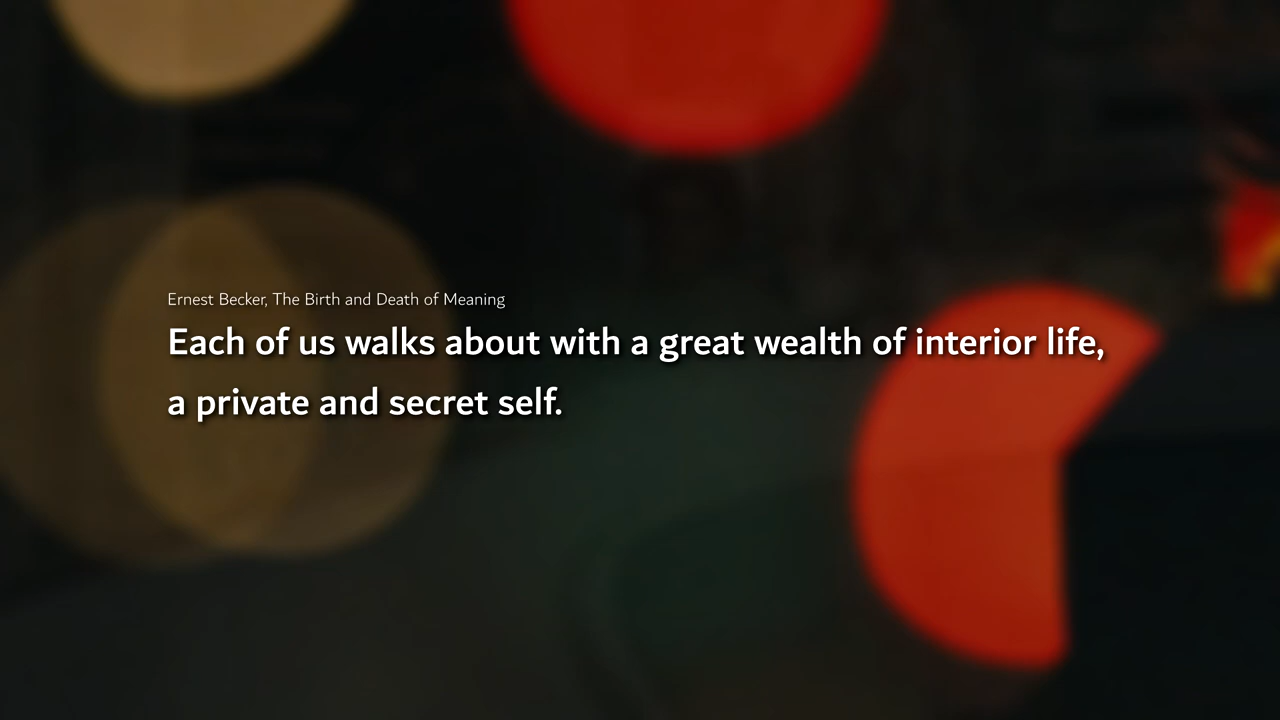 Ernest Becker, The Birth and Death of Meaning
Each of us walks about with a great wealth of interior life,
a private and secret self.